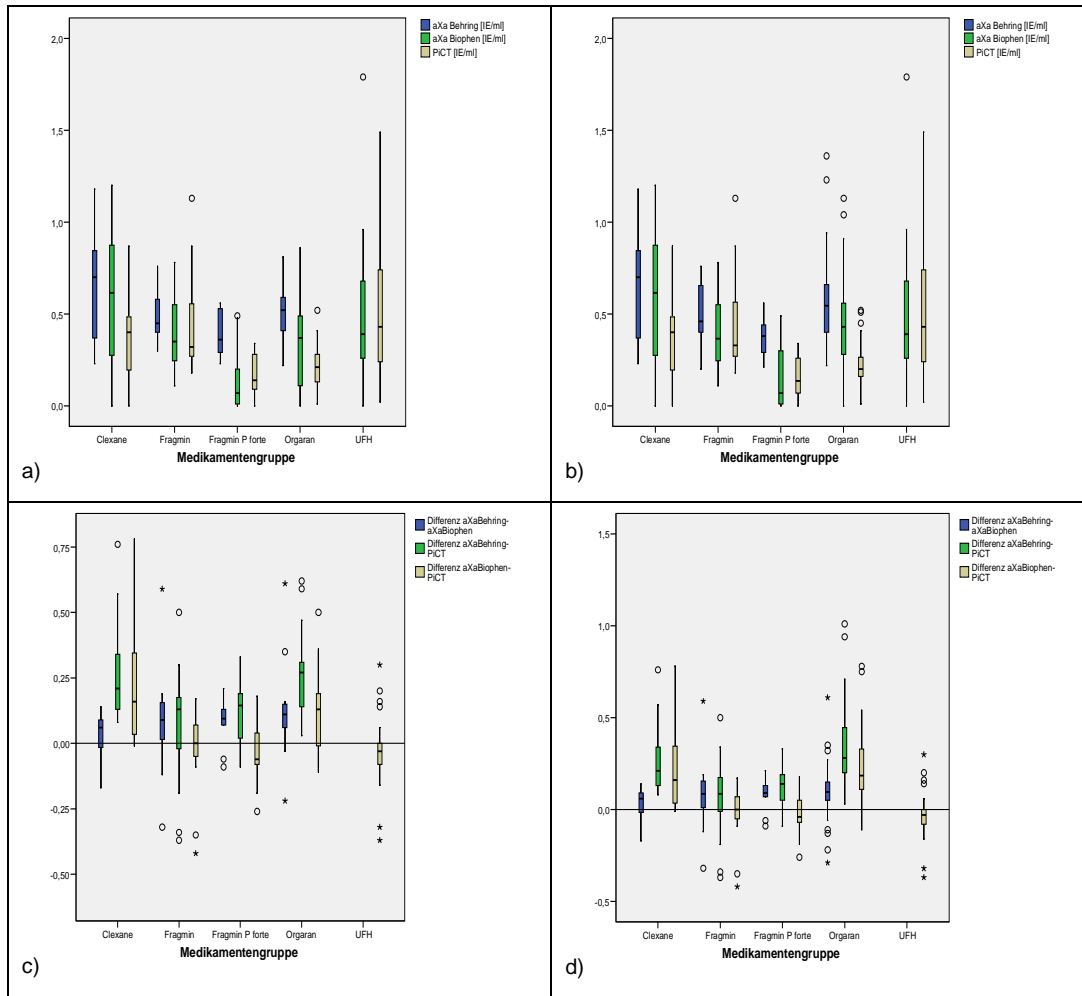 2,0
1,5
1,0
0,5
0,0
Clexane
Fragmin
Fragmin P forte
Orgaran
UFH
Medikamentengruppe
aXa Behring [IE/ml]
aXa Biophen [IE/ml]
PiCT [IE/ml]
a)
2,0
1,5
1,0
0,5
0,0
Clexane
Fragmin
Fragmin P forte
Orgaran
UFH
Medikamentengruppe
aXa Behring [IE/ml]
aXa Biophen [IE/ml]
PiCT [IE/ml]
b)
0,75
0,50
0,25
0,00
-0,25
-0,50
Clexane
Fragmin
Fragmin P forte
Orgaran
UFH
Medikamentengruppe
Differenz aXaBehring-
aXaBiophen
Differenz aXaBehring-
PiCT
Differenz aXaBiophen-
PiCT
c)
1,5
1,0
0,5
0,0
-0,5
Clexane
Fragmin
Fragmin P forte
Orgaran
UFH
Medikamentengruppe
Differenz aXaBehring-
aXaBiophen
Differenz aXaBehring-
PiCT
Differenz aXaBiophen-
PiCT
d)